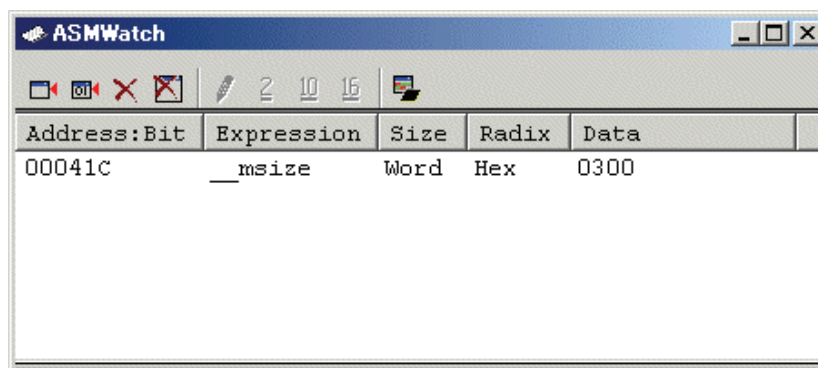 ASMWatch
2 10 16
Address:Bit Expression Size Radix Data
00041C __msize Word Hex 0300